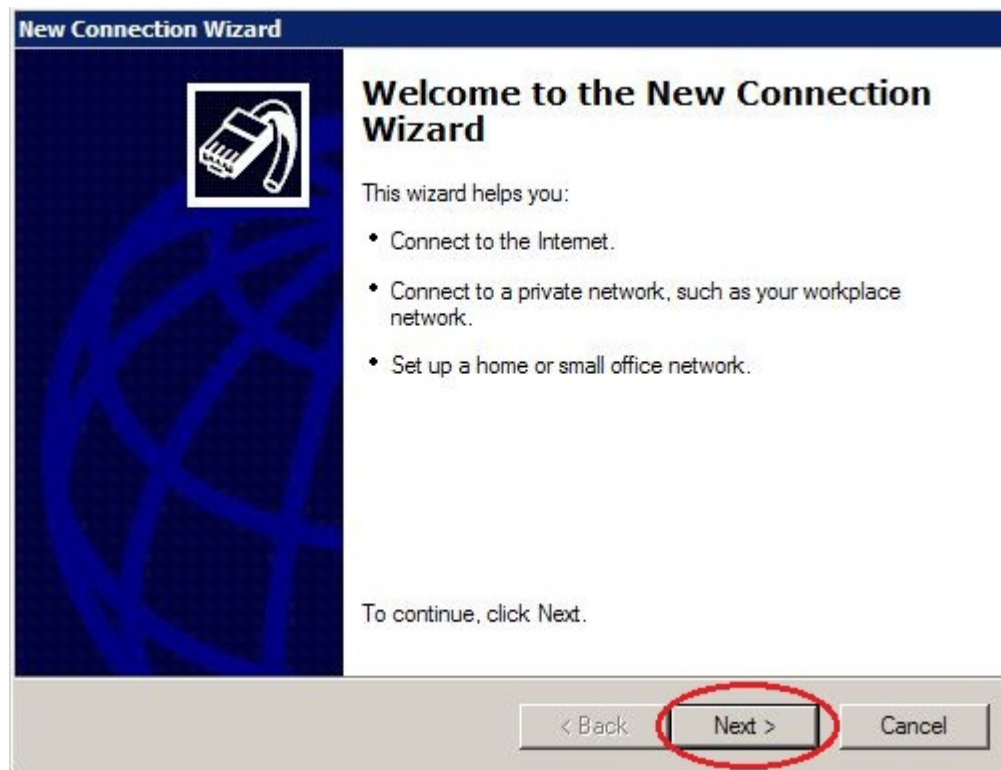 New Connection Wizard
Welcome to the New Connection
Wizard
This wizard helps you:
• Connect to the Internet.
• Connect to a private network, such as your workplace
network.
• Set up a home or small office network.
To continue, click Next.
< Back Next > Cancel